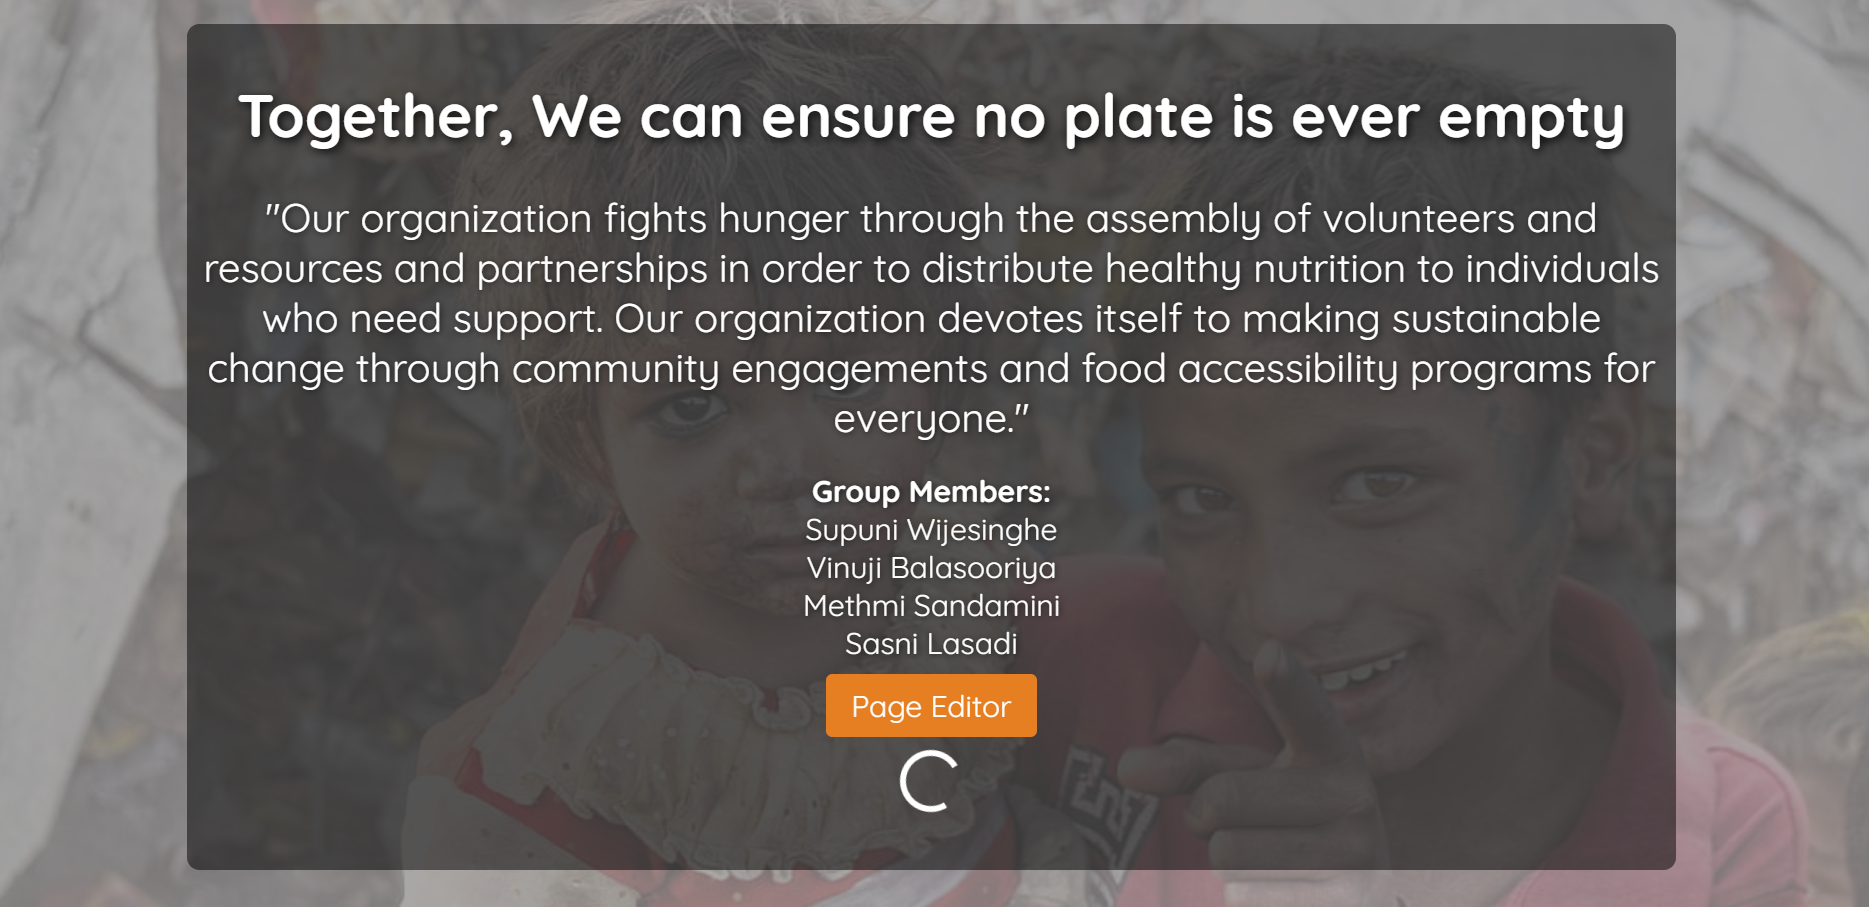 Together, We can ensure no plate is ever empty
"Our organization fights hunger through the assembly of volunteers and
resources and partnerships in order to distribute healthy nutrition to individuals
who need support. Our organization devotes itself to making sustainable
change through community engagements and food accessibility programs for
everyone."
Group Members:
Supuni Wijesinghe
Vinuji Balasooriya
Methmi Sandamini
Sasni Lasadi
Page Editor